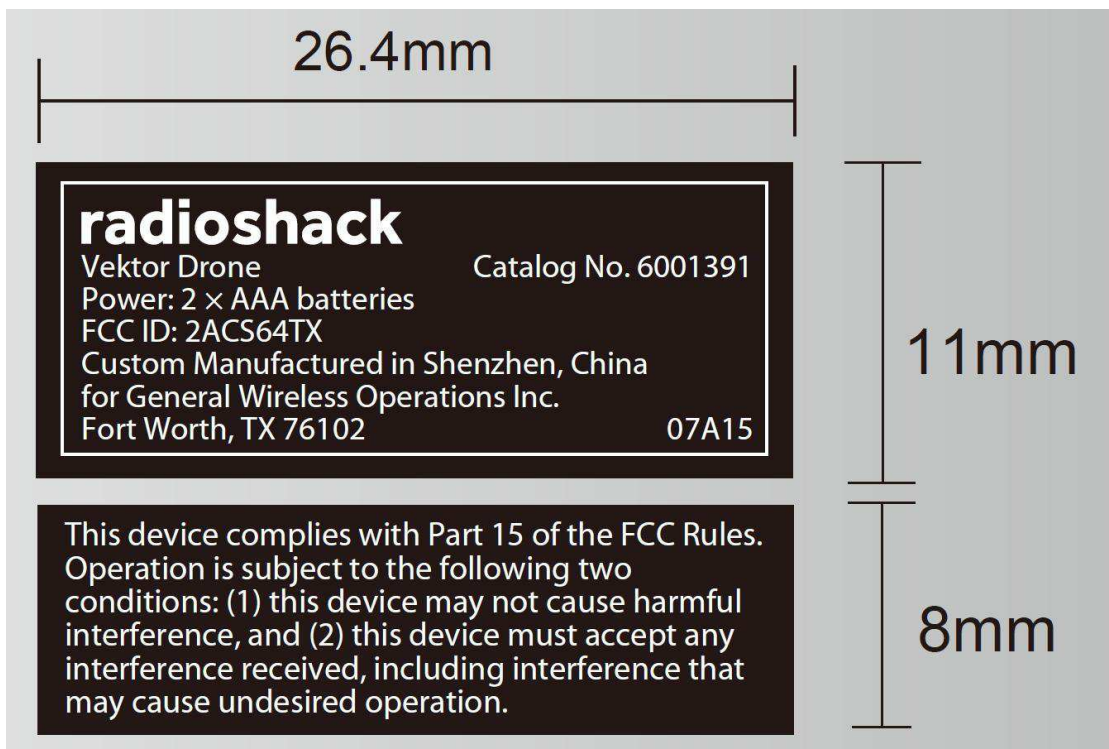 26.4mm
radioshack
Vektor Drone Catalog No. 6001391
Power: 2 × AAA batteries
FCC ID: 2ACS64TX
Custom Manufactured in Shenzhen, China
for General Wireless Operations Inc.
Fort Worth, TX 76102 07A15
11mm
This device complies with Part 15 of the FCC Rules.
Operation is subject to the following two
conditions: (1) this device may not cause harmful
interference, and (2) this device must accept any
interference received, including interference that
may cause undesired operation.
8mm